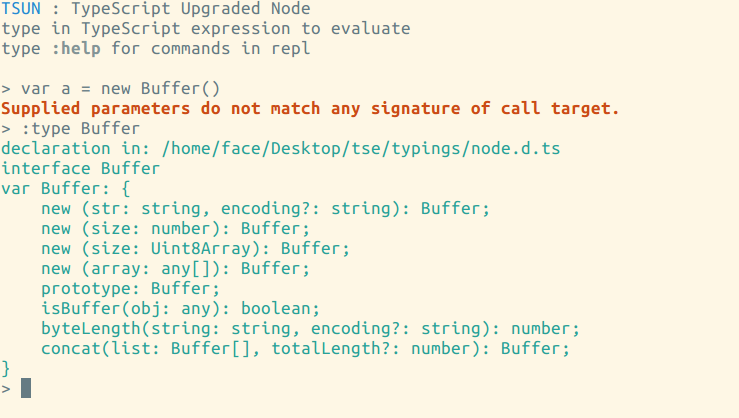 TSUN : TypeScript Upgraded Node
type in TypeScript expression to evaluate
type :help for commands in repl
> var a = new Buffer()
Supplied parameters do not match any signature of call target.
> :type Buffer
declaration in: /home/face/Desktop/tse/typings/node.d.ts
interface Buffer
var Buffer: {
    new (str: string, encoding?: string): Buffer;
    new (size: number): Buffer;
    new (size: Uint8Array): Buffer;
    new (array: any[]): Buffer;
    prototype: Buffer;
    isBuffer(obj: any): boolean;
    byteLength(string: string, encoding?: string): number;
    concat(list: Buffer[], totalLength?: number): Buffer;
}
>